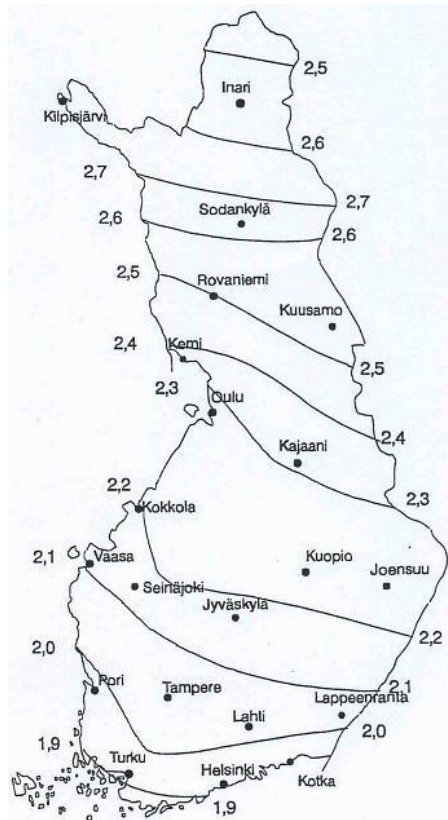 2,5
Inari
Kilpisjärvi
2,6
2,7
2,7
Sodankylä
2,6
2,6
2,5
Rovaniemi
Kuusamo
2,4
Kemi
2,5
2,3
Oulu
2,4
Kajaani
2,3
2,2
Kokkola
2,1
Vaasa
Kuopio
Joensuu
Seinäjoki
Jyväskylä
2,2
2,0
Pori
Tampere
2,1
Lappeenranta
Lahti
2,0
1,9
Turku
Helsinki
Kotka
1,9